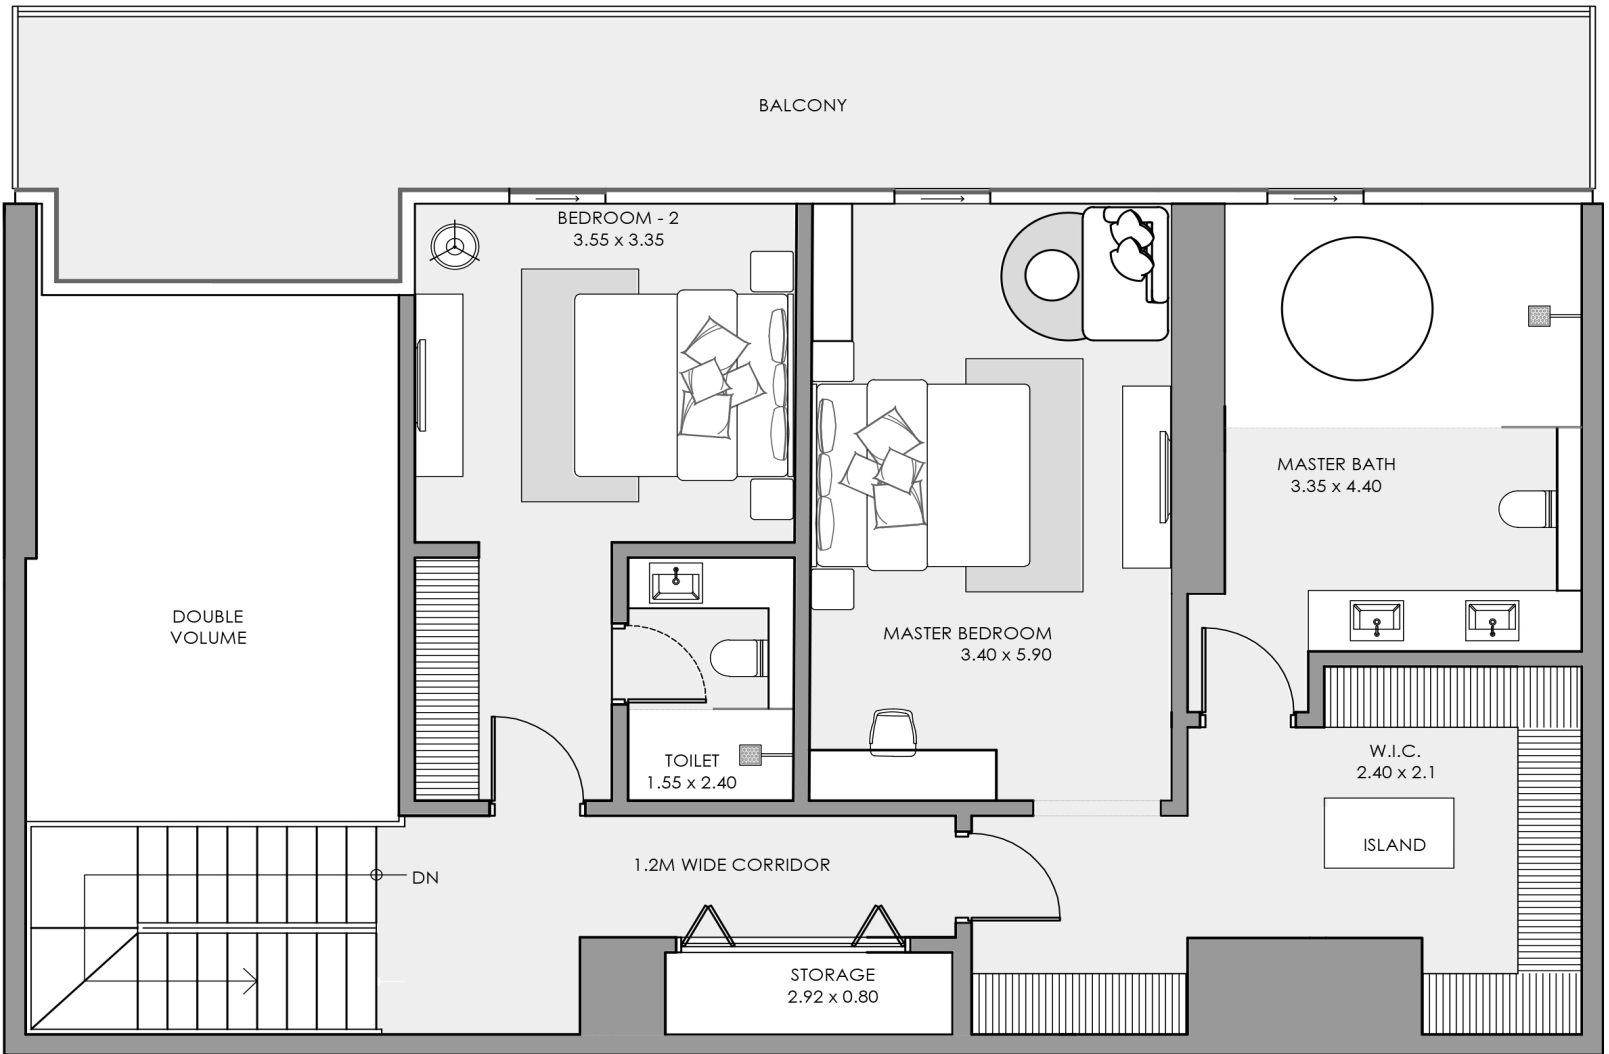 BALCONY
BEDROOM - 2
3.55 x 3.35
MASTER BATH
3.35 x 4.40
DOUBLE
VOLUME
MASTER BEDROOM
3.40 x 5.90
TOILET
1.55 x 2.40
W.I.C.
2.40 x 2.1
ISLAND
1.2M WIDE CORRIDOR
DN
STORAGE
2.92 x 0.80